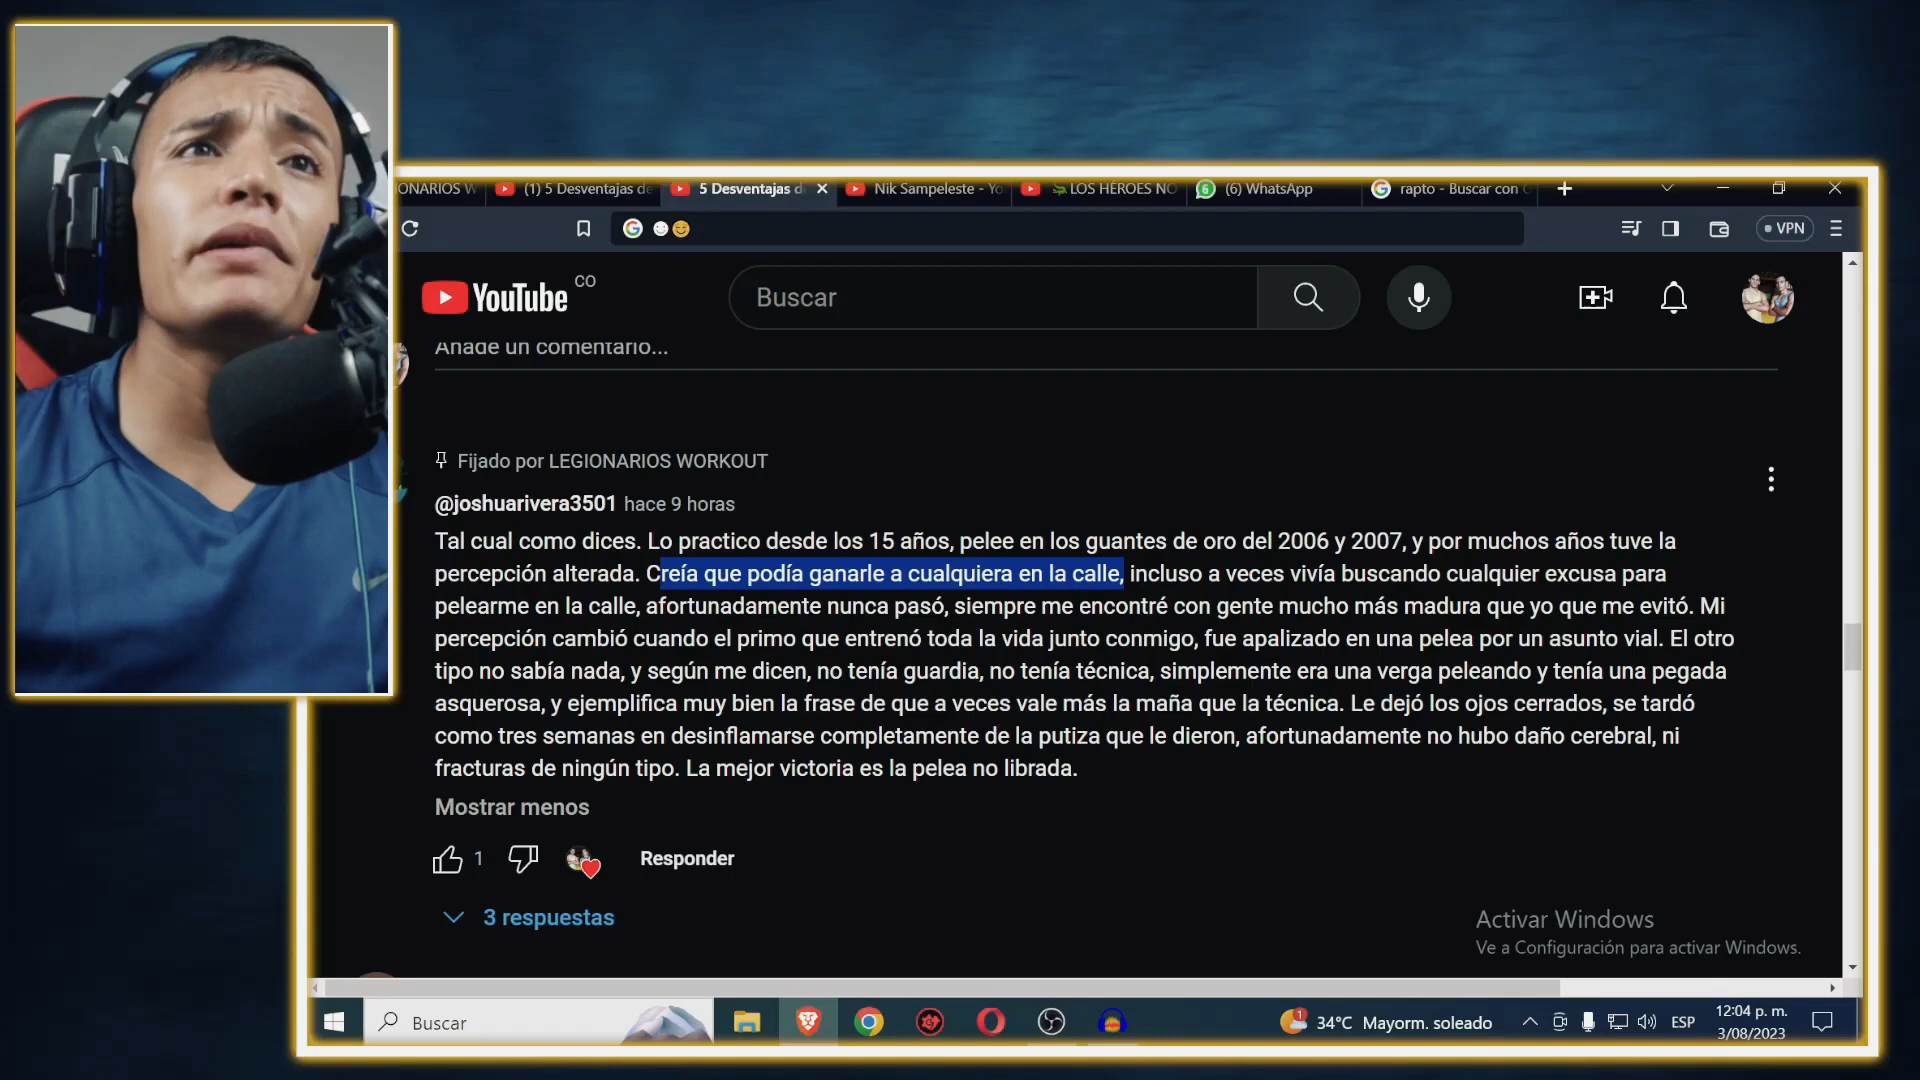 ONARIOS W
(1) 5 Desventajas de
5 Desventajas d
Nik Sampeleste - Yo
LOS HÉROES NO
(6) WhatsApp
rapto - Buscar con G
VPN
YouTube CO
Buscar
Añade un comentario...
Fijado por LEGIONARIOS WORKOUT
@joshuarivera3501 hace 9 horas
Tal cual como dices. Lo practico desde los 15 años, pelee en los guantes de oro del 2006 y 2007, y por muchos años tuve la
percepción alterada. Creía que podía ganarle a cualquiera en la calle, incluso a veces vivía buscando cualquier excusa para
pelearme en la calle, afortunadamente nunca pasó, siempre me encontré con gente mucho más madura que yo que me evitó. Mi
percepción cambió cuando el primo que entrenó toda la vida junto conmigo, fue apalizado en una pelea por un asunto vial. El otro
tipo no sabía nada, y según me dicen, no tenía guardia, no tenía técnica, simplemente era una verga peleando y tenía una pegada
asquerosa, y ejemplifica muy bien la frase de que a veces vale más la maña que la técnica. Le dejó los ojos cerrados, se tardó
como tres semanas en desinflamarse completamente de la putiza que le dieron, afortunadamente no hubo daño cerebral, ni
fracturas de ningún tipo. La mejor victoria es la pelea no librada.
Mostrar menos
1
Responder
3 respuestas
Activar Windows
Ve a Configuración para activar Windows.
Buscar
1
34°C Mayorm. soleado
ESP
12:04 p. m.
3/08/2023